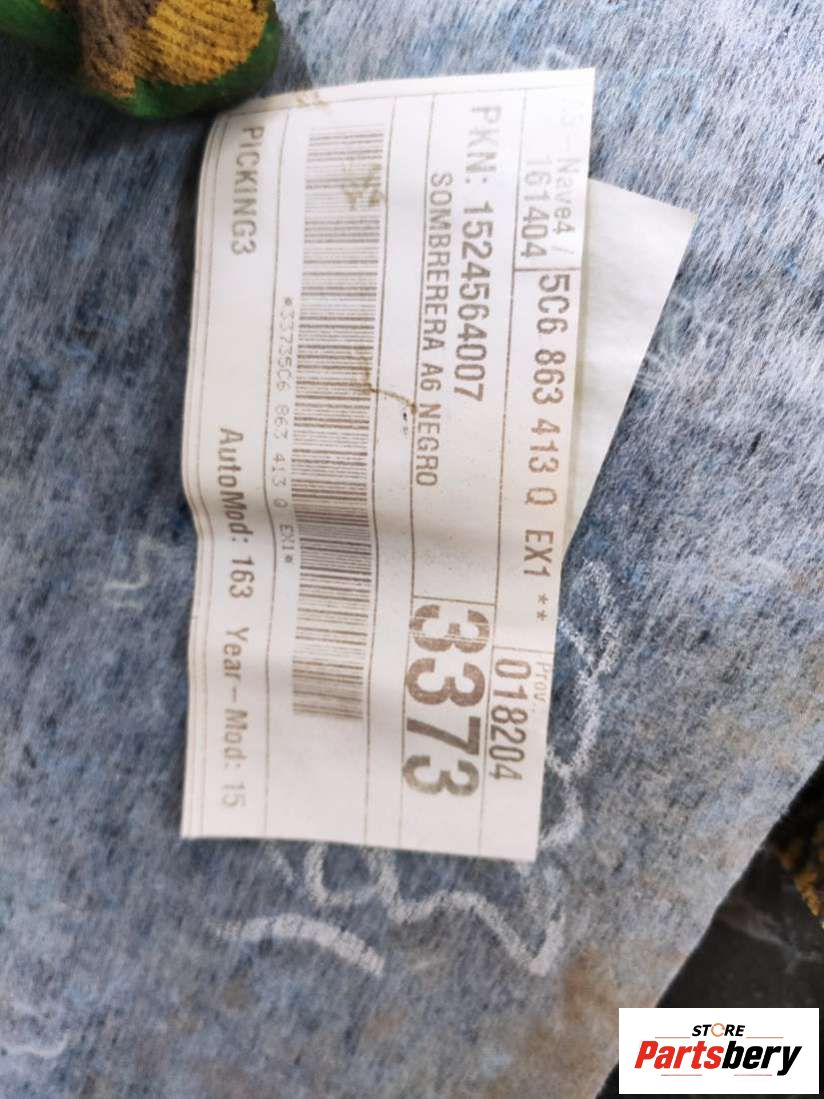 Nave4 /
161404
5C6 863 413 Q EX1 **
Prov.:
018204
PKN: 1524564007
SOMBRERERA A6 NEGRO
3373
*33735C6 863 413 Q EX1*
PICKING3
AutoMod: 163 Year-Mod: 15
STORE
Partsbery